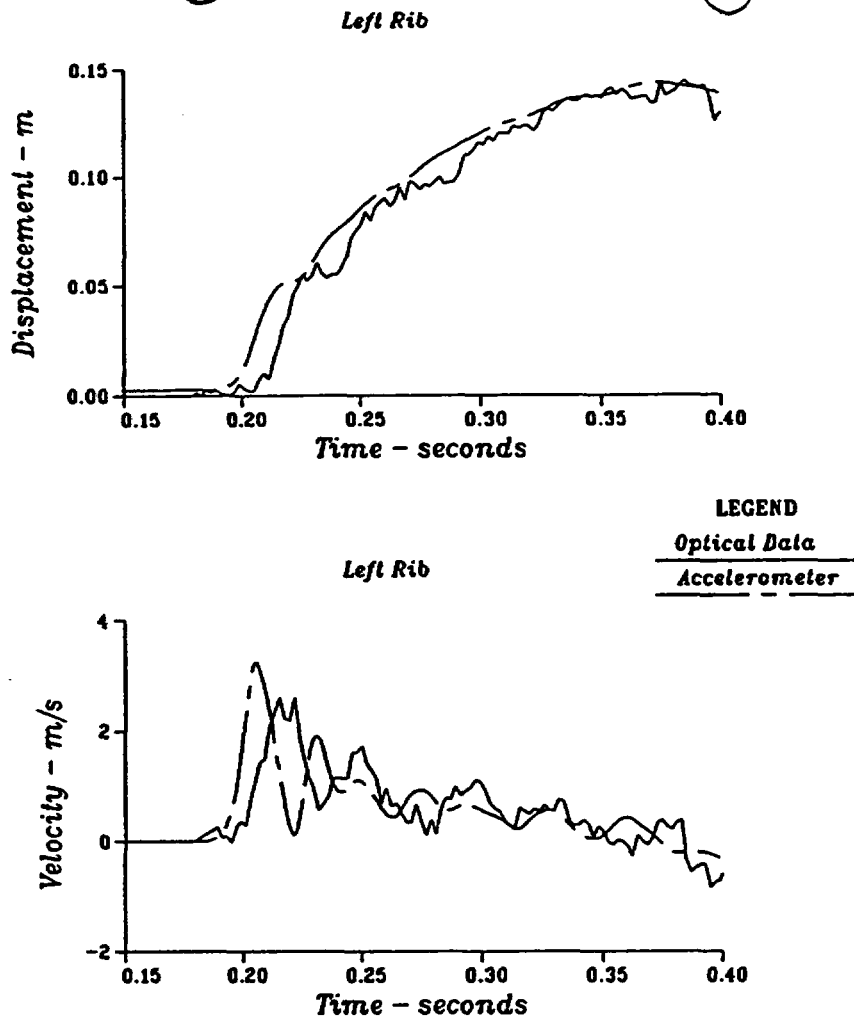 Left Rib
0.15
0.10
0.05
0.00
Displacement – m
0.15 0.20 0.25 0.30 0.35 0.40
Time – seconds
LEGEND
Optical Data
Accelerometer
Left Rib
4
2
0
−2
Velocity – m/s
0.15 0.20 0.25 0.30 0.35 0.40
Time – seconds